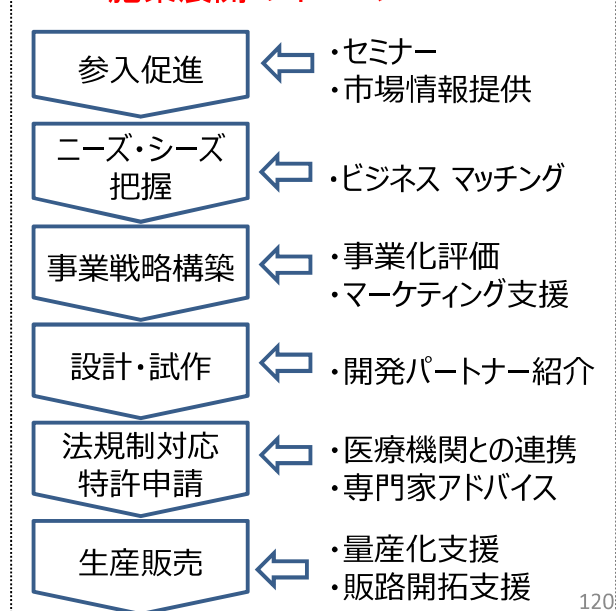 参入促進
・セミナー
・市場情報提供
ニーズ・シーズ
把握
・ビジネス マッチング
事業戦略構築
・事業化評価
・マーケティング支援
設計・試作
・開発パートナー紹介
法規制対応
特許申請
・医療機関との連携
・専門家アドバイス
生産販売
・量産化支援
・販路開拓支援
120